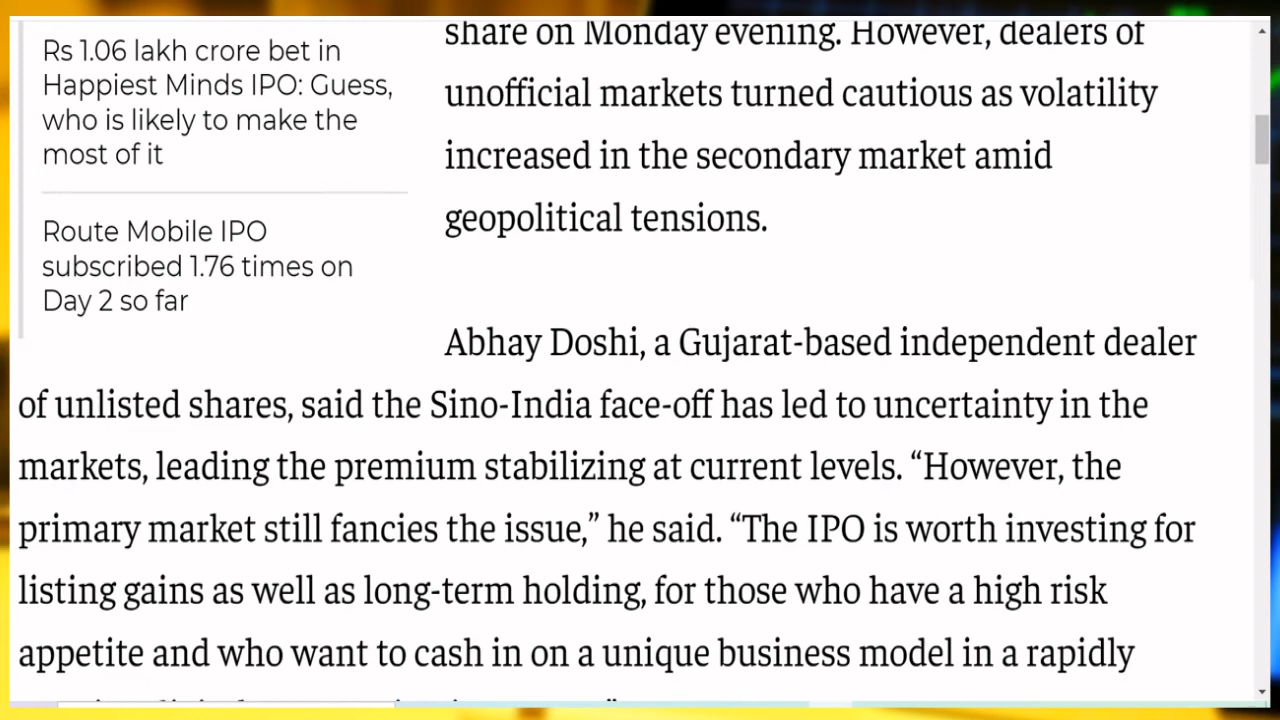 Rs 1.06 lakh crore bet in
Happiest Minds IPO: Guess,
who is likely to make the
most of it
Route Mobile IPO
subscribed 1.76 times on
Day 2 so far
share on Monday evening. However, dealers of
unofficial markets turned cautious as volatility
increased in the secondary market amid
geopolitical tensions.
Abhay Doshi, a Gujarat-based independent dealer
of unlisted shares, said the Sino-India face-off has led to uncertainty in the
markets, leading the premium stabilizing at current levels. “However, the
primary market still fancies the issue,” he said. “The IPO is worth investing for
listing gains as well as long-term holding, for those who have a high risk
appetite and who want to cash in on a unique business model in a rapidly